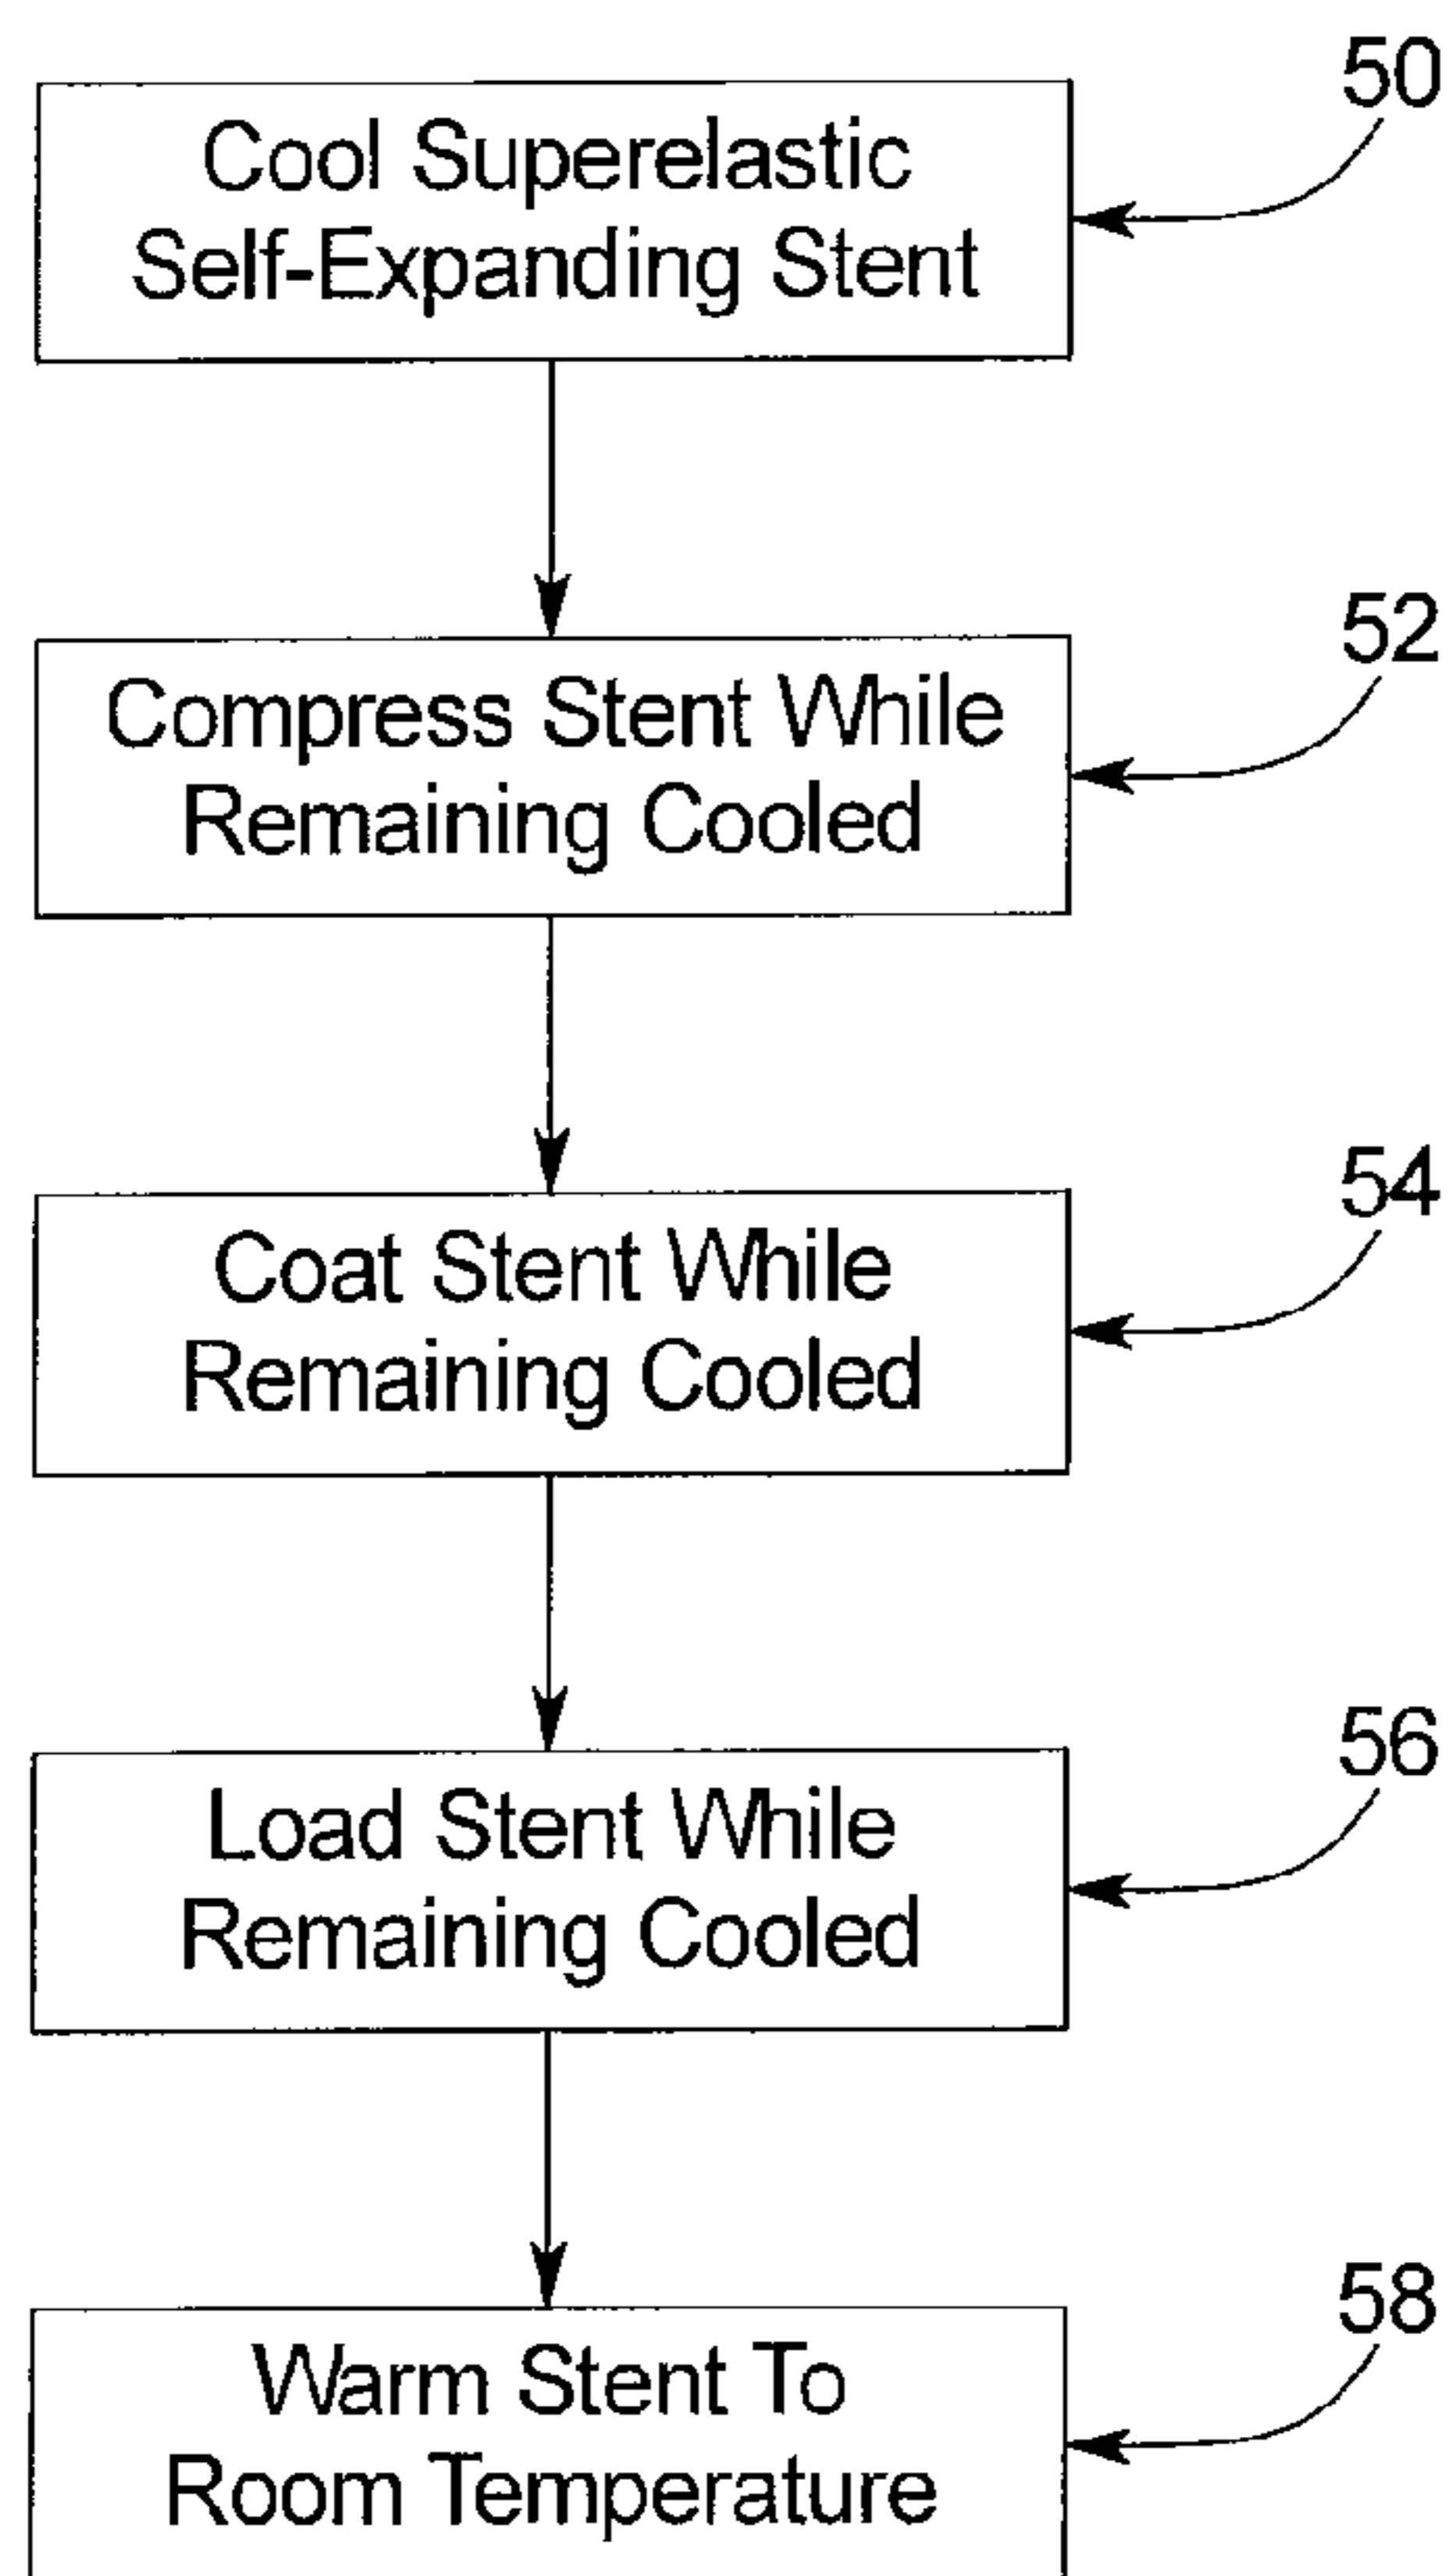 50
Cool Superelastic
Self-Expanding Stent
52
Compress Stent While
Remaining Cooled
54
Coat Stent While
Remaining Cooled
56
Load Stent While
Remaining Cooled
58
Warm Stent To
Room Temperature